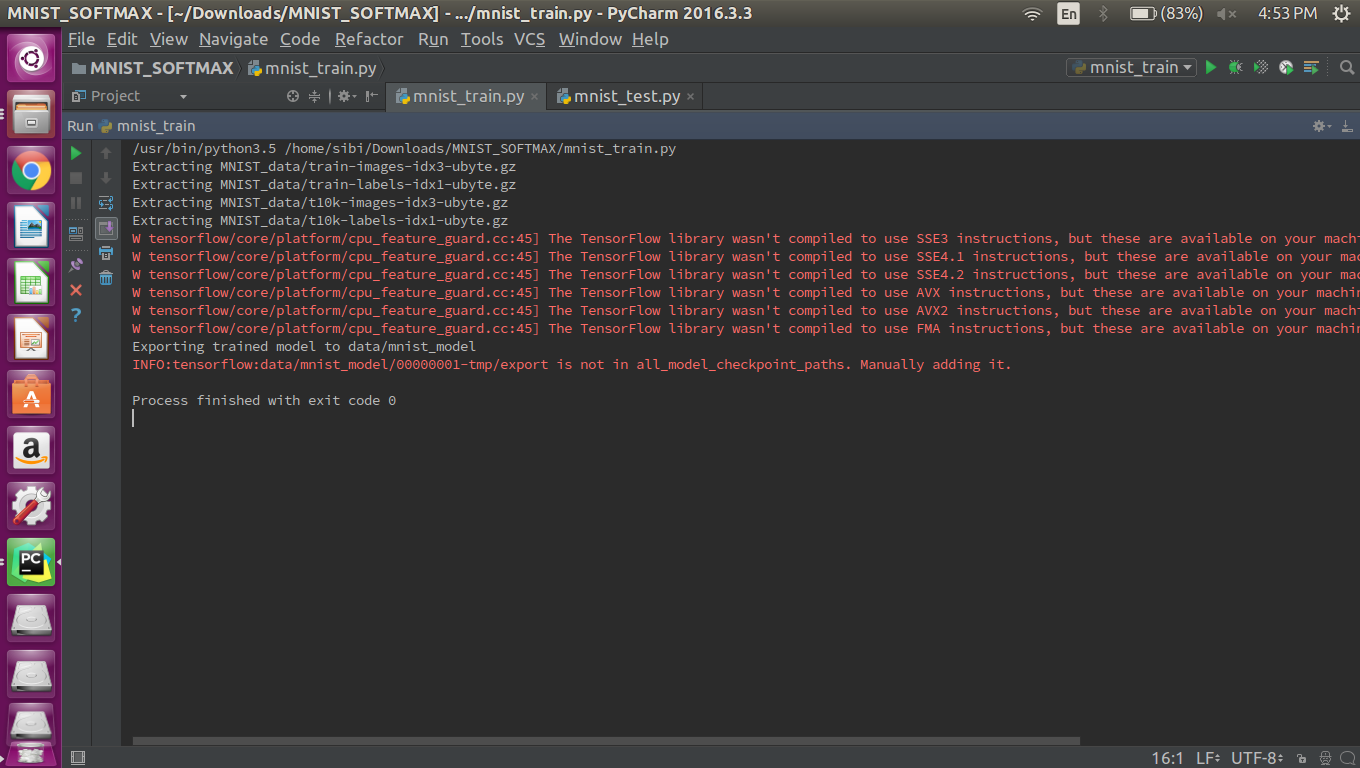 MNIST_SOFTMAX - [~/Downloads/MNIST_SOFTMAX] - .../mnist_train.py - PyCharm 2016.3.3
En
(83%)
4:53 PM
File Edit View Navigate Code Refactor Run Tools VCS Window Help
MNIST_SOFTMAX
mnist_train.py
mnist_train
Project
mnist_train.py
mnist_test.py
Run mnist_train
/usr/bin/python3.5 /home/sibi/Downloads/MNIST_SOFTMAX/mnist_train.py
Extracting MNIST_data/train-images-idx3-ubyte.gz
Extracting MNIST_data/train-labels-idx1-ubyte.gz
Extracting MNIST_data/t10k-images-idx3-ubyte.gz
Extracting MNIST_data/t10k-labels-idx1-ubyte.gz
W tensorflow/core/platform/cpu_feature_guard.cc:45] The TensorFlow library wasn't compiled to use SSE3 instructions, but these are available on your machi
W tensorflow/core/platform/cpu_feature_guard.cc:45] The TensorFlow library wasn't compiled to use SSE4.1 instructions, but these are available on your mac
W tensorflow/core/platform/cpu_feature_guard.cc:45] The TensorFlow library wasn't compiled to use SSE4.2 instructions, but these are available on your mac
W tensorflow/core/platform/cpu_feature_guard.cc:45] The TensorFlow library wasn't compiled to use AVX instructions, but these are available on your machin
W tensorflow/core/platform/cpu_feature_guard.cc:45] The TensorFlow library wasn't compiled to use AVX2 instructions, but these are available on your machi
W tensorflow/core/platform/cpu_feature_guard.cc:45] The TensorFlow library wasn't compiled to use FMA instructions, but these are available on your machin
Exporting trained model to data/mnist_model
INFO:tensorflow:data/mnist_model/00000001-tmp/export is not in all_model_checkpoint_paths. Manually adding it.
Process finished with exit code 0
PC
16:1 LF UTF-8